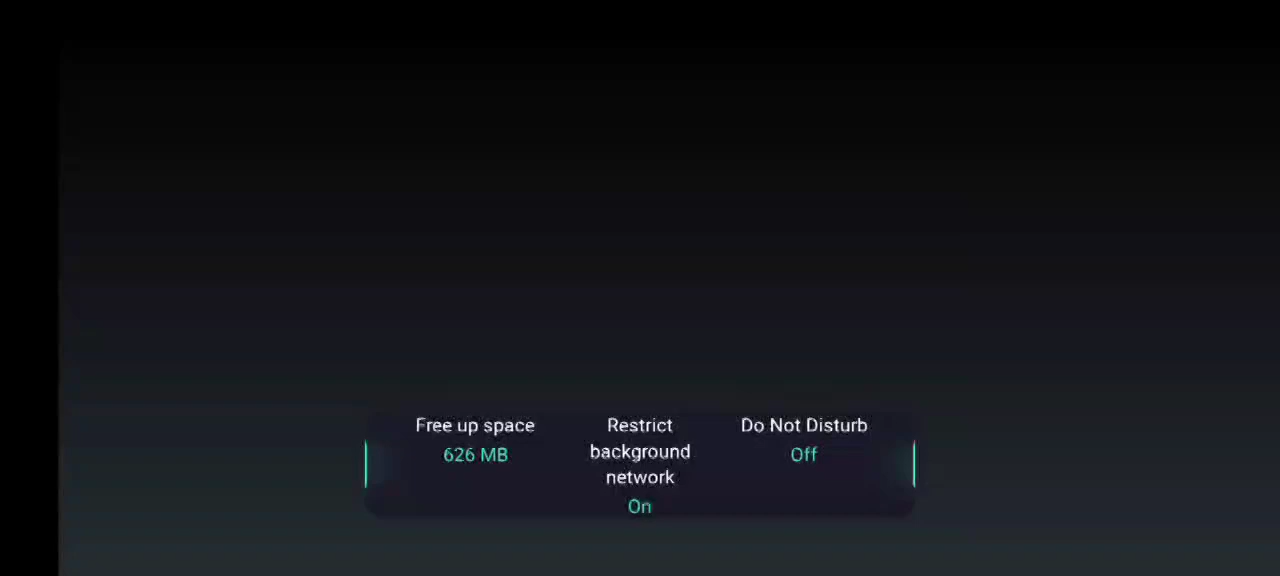 Free up space
626 MB
Restrict
background
network
On
Do Not Disturb
Off